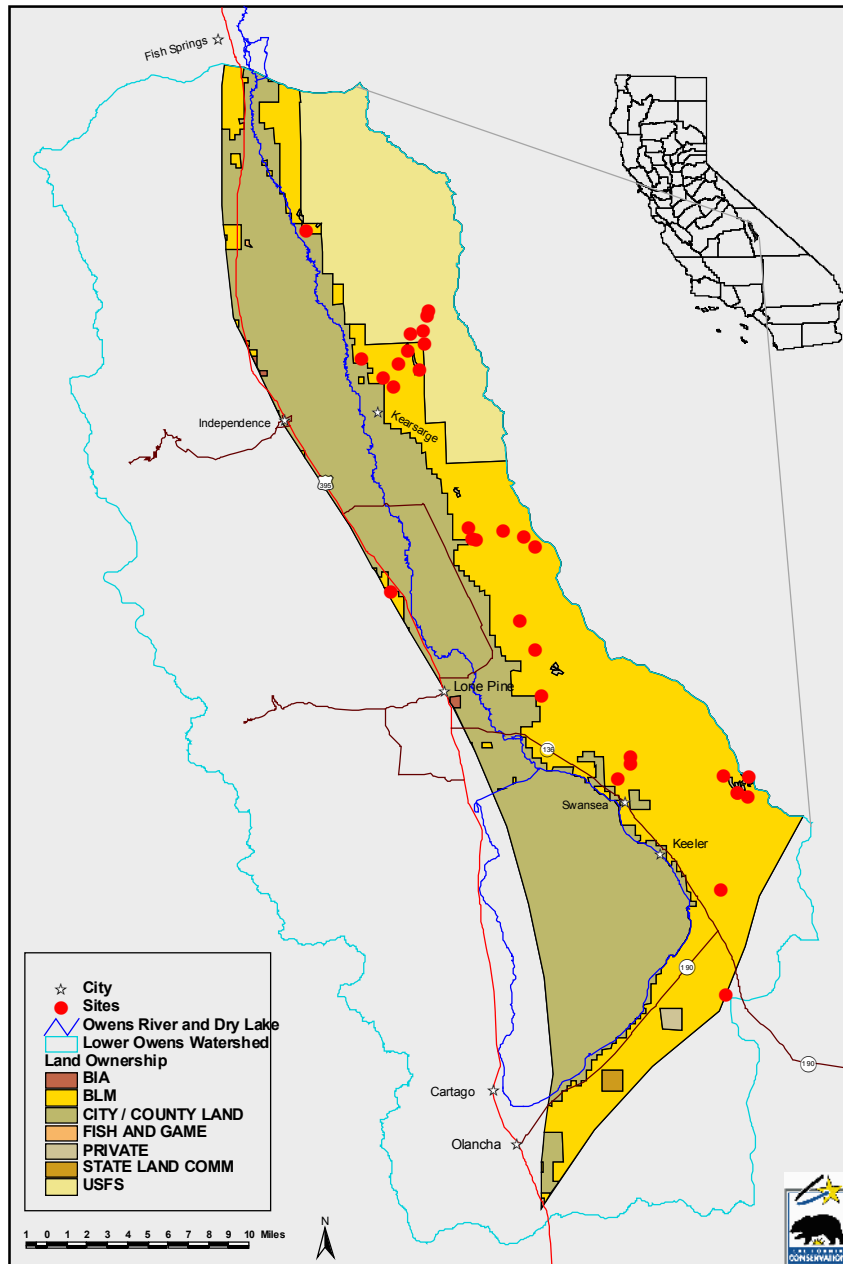 Fish Springs
Independence
Kearsarge
395
Lone Pine
136
Swansea
Keeler
190
190
Cartago
Olancha
City
Sites
Owens River and Dry Lake
Lower Owens Watershed
Land Ownership
BIA
BLM
CITY / COUNTY LAND
FISH AND GAME
PRIVATE
STATE LAND COMM
USFS
1 0 1 2 3 4 5 6 7 8 9 10 Miles
N
CALIFORNIA
CONSERVATION